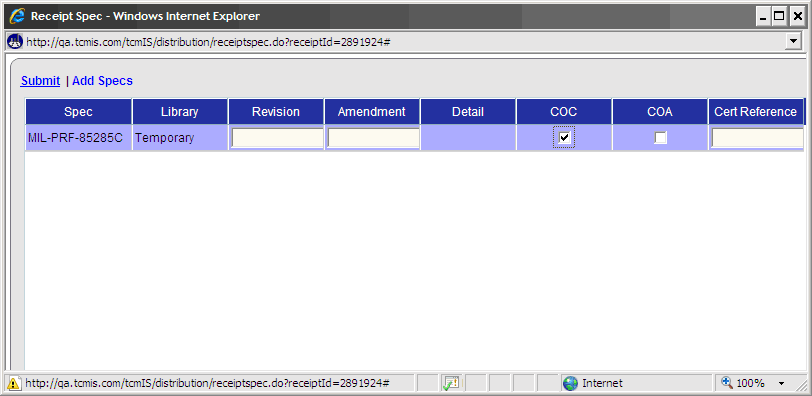 Receipt Spec - Windows Internet Explorer
http://qa.tcmis.com/tcmIS/distribution/receiptspec.do?receiptId=2891924#
Submit | Add Specs
Spec Library Revision Amendment Detail COC COA Cert Reference
MIL-PRF-85285C Temporary
http://qa.tcmis.com/tcmIS/distribution/receiptspec.do?receiptId=2891924# Internet 100%